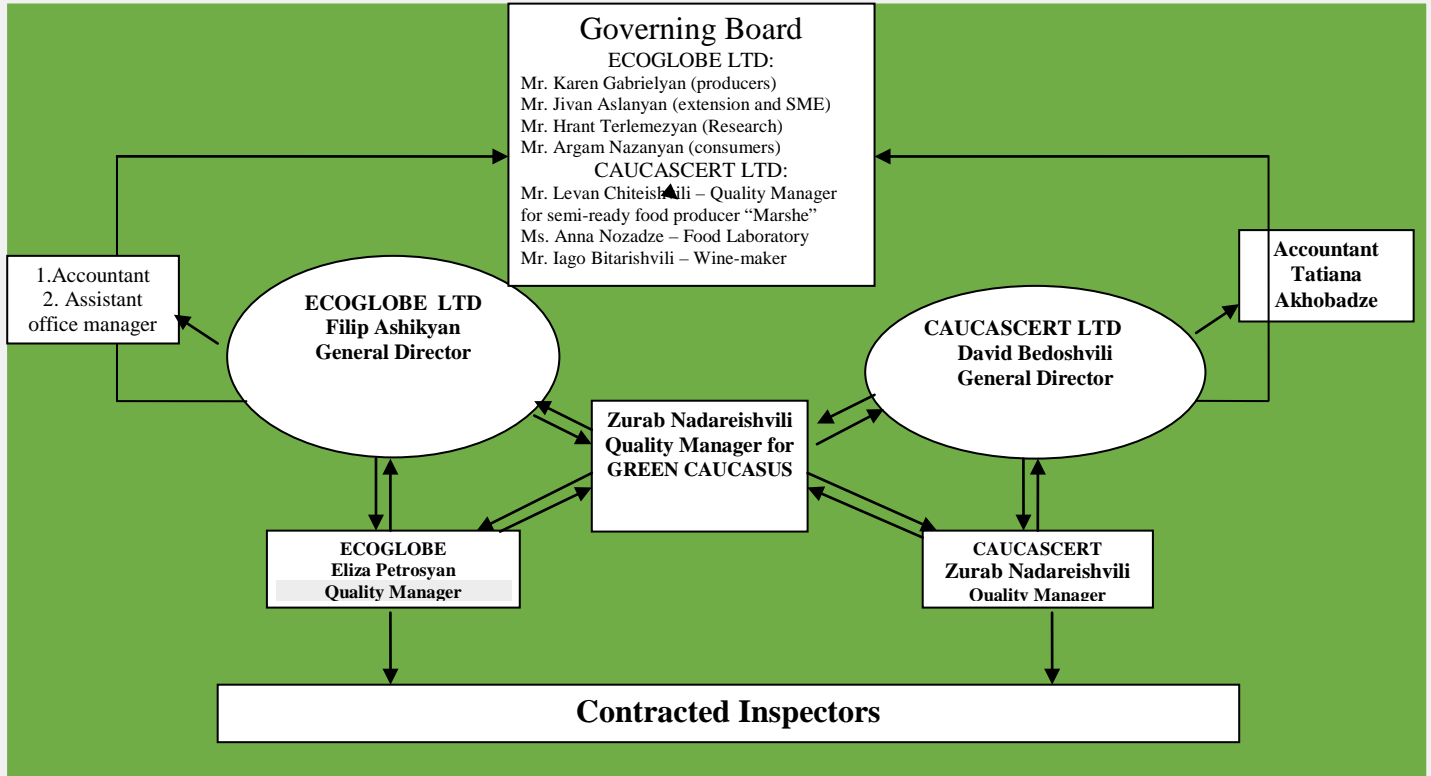 Governing Board
ECOGLOBE LTD:
Mr. Karen Gabrielyan (producers)
Mr. Jivan Aslanyan (extension and SME)
Mr. Hrant Terlemezyan (Research)
Mr. Argam Nazanyan (consumers)
CAUCASCERT LTD:
Mr. Levan Chiteishvili – Quality Manager
for semi-ready food producer “Marshe”
Ms. Anna Nozadze – Food Laboratory
Mr. Iago Bitarishvili – Wine-maker
1.Accountant
2. Assistant
office manager
ECOGLOBE LTD
Filip Ashikyan
General Director
CAUCASCERT LTD
David Bedoshvili
General Director
Accountant
Tatiana
Akhobadze
Zurab Nadareishvili
Quality Manager for
GREEN CAUCASUS
ECOGLOBE
Eliza Petrosyan
Quality Manager
CAUCASCERT
Zurab Nadareishvili
Quality Manager
Contracted Inspectors